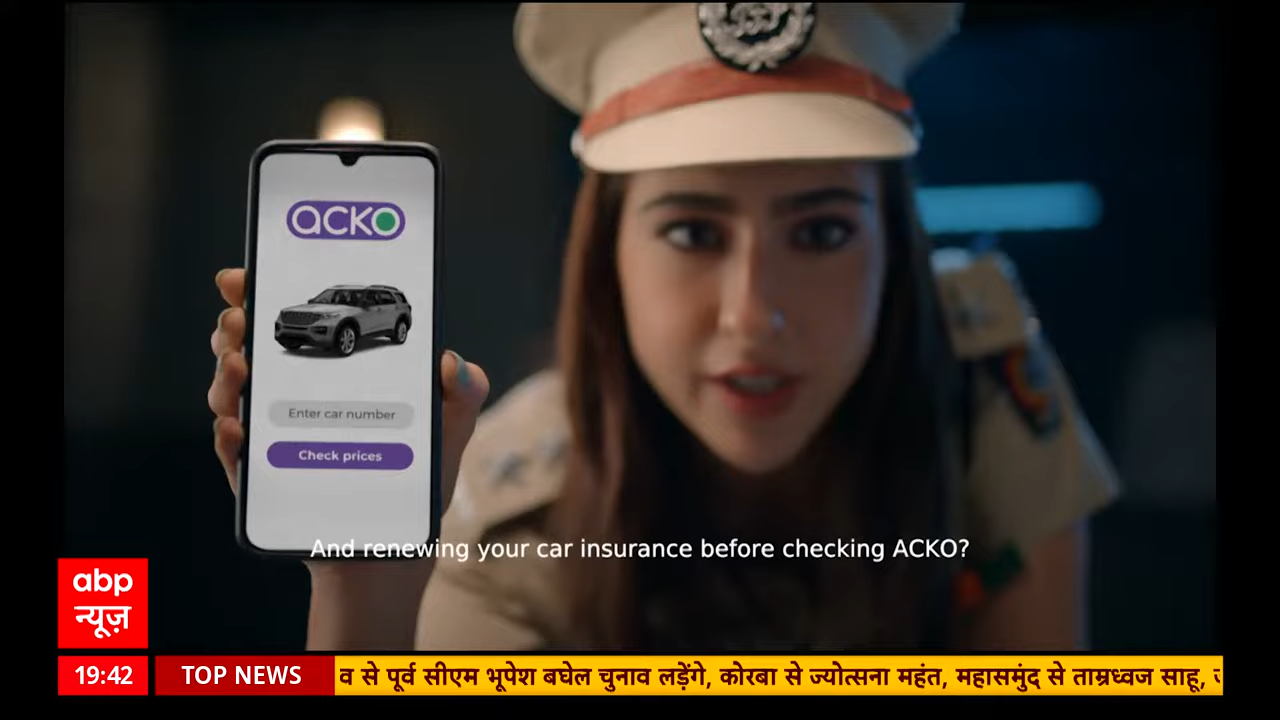 acko
Enter car number
Check prices
And renewing your car insurance before checking ACKO?
abp
न्यूज़
19:42
TOP NEWS
व से पूर्व सीएम भूपेश बघेल चुनाव लड़ेंगे, कोरबा से ज्योत्सना महंत, महासमुंद से ताम्रध्वज साहू,